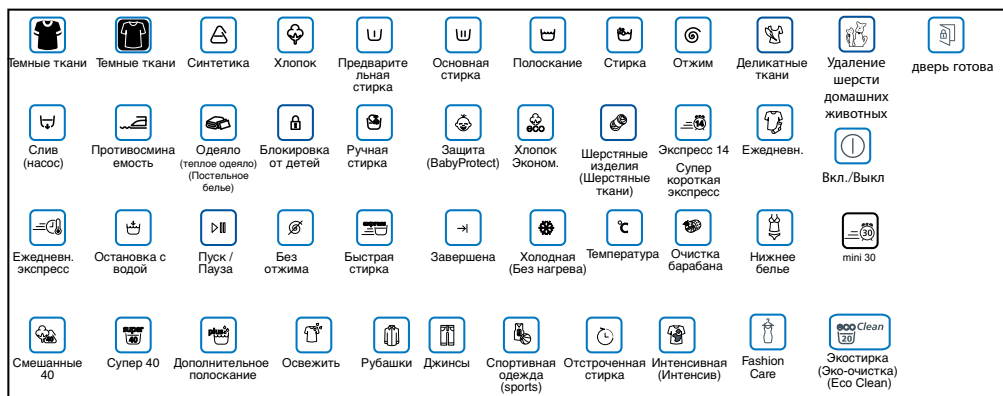 Темные ткани
Темные ткани
Синтетика
Хлопок
Предварите
льная
стирка
Основная
стирка
Полоскание
Стирка
Отжим
Деликатные
ткани
Удаление
шерсти
домашних
животных
дверь готова
Слив
(насос)
Противосмина
емость
Одеяло
(теплое одеяло)
(Постельное
белье)
Блокировка
от детей
Ручная
стирка
Защита
(BabyProtect)
eco
Хлопок
Эконом.
Шерстяные
изделия
(Шерстяные
ткани)
14
Экспресс 14
Супер
короткая
экспресс
Ежедневн.
Вкл./Выкл
Ежедневн.
экспресс
Остановка с
водой
Пуск /
Пауза
Без
отжима
express
Быстрая
стирка
Завершена
Холодная
(Без нагрева)
°C
Температура
Очистка
барабана
Нижнее
белье
30
mini 30
40
Смешанные
40
super
40
Супер 40
plus
Дополнительное
полоскание
Освежить
Рубашки
Джинсы
Спортивная
одежда
(sports)
Отстроченная
стирка
Интенсивная
(Интенсив)
Fashion
Care
eco Clean
20
Экостирка
(Эко-очистка)
(Eco Clean)